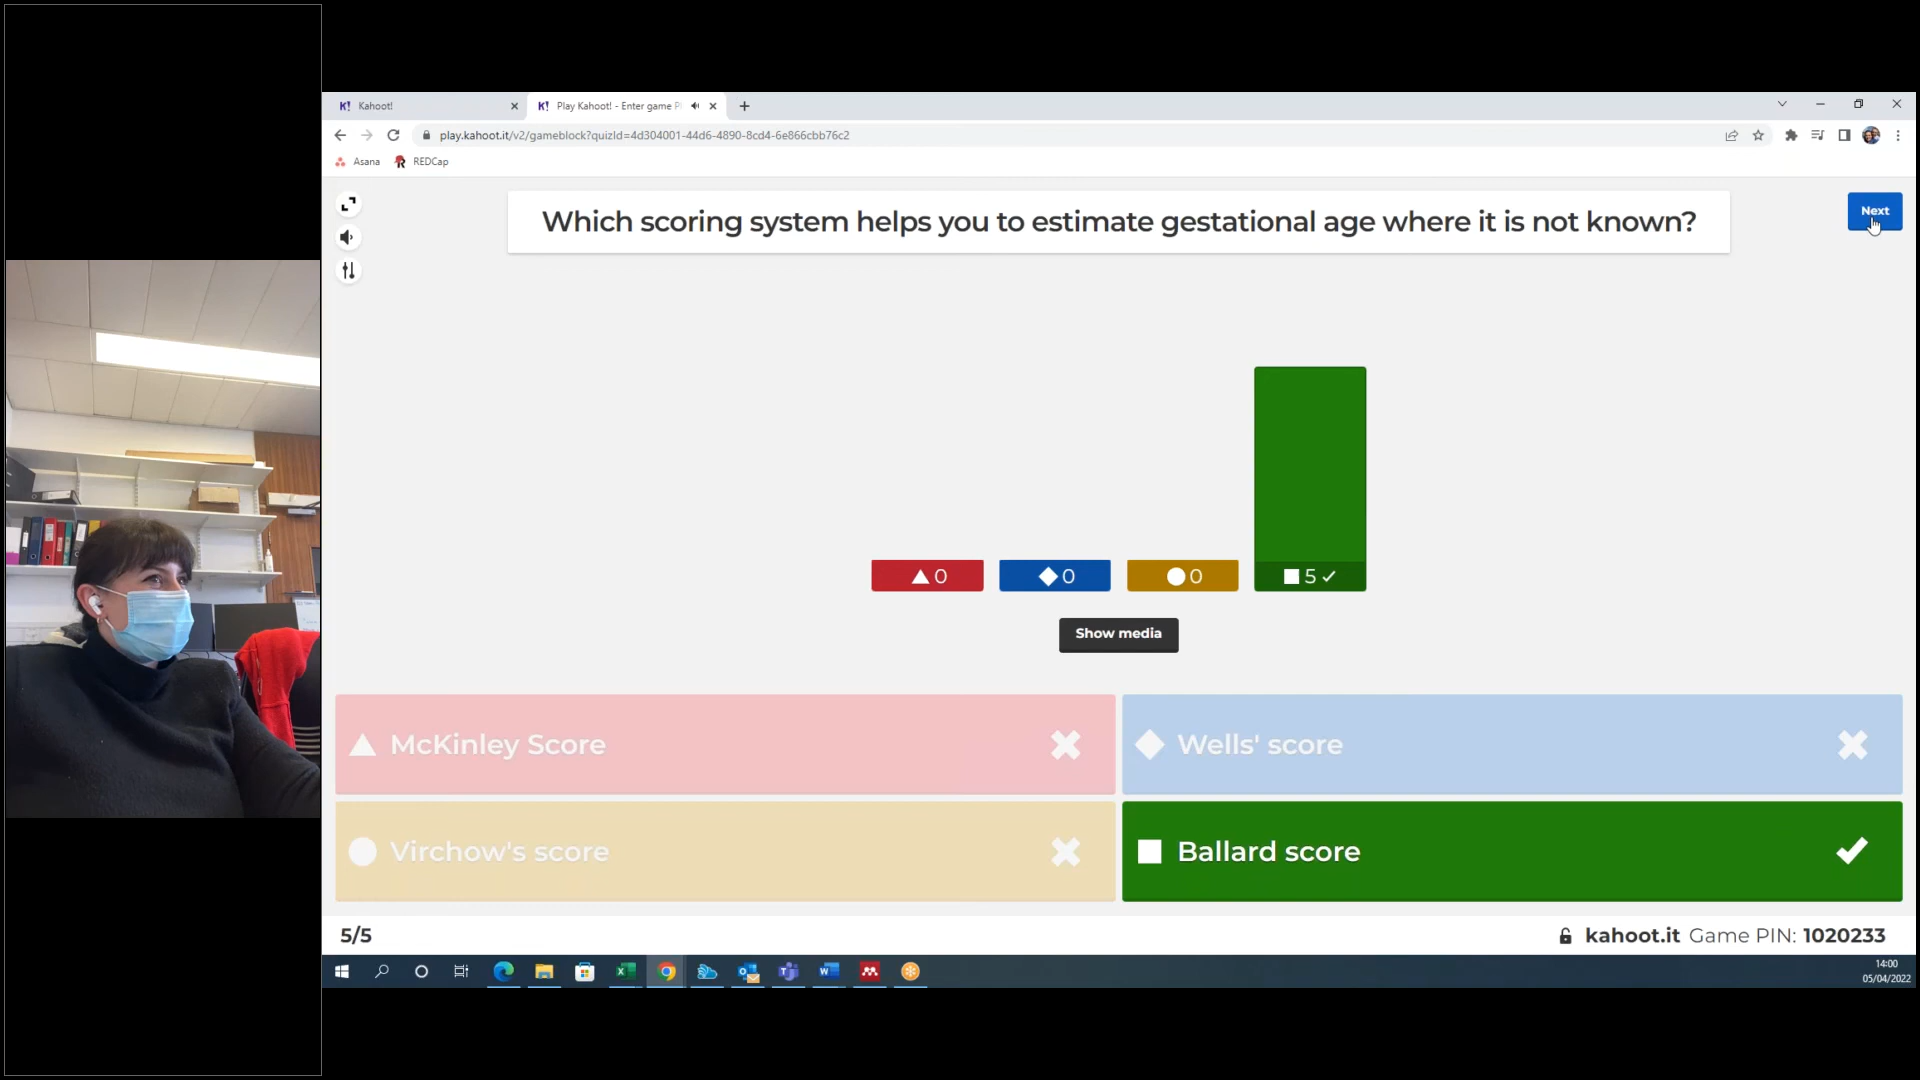 Kahoot!
Play Kahoot! - Enter game P
play.kahoot.it/v2/gameblock?quizId=4d304001-44d6-4890-8cd4-6e866cbb76c2
Asana
REDCap
Which scoring system helps you to estimate gestational age where it is not known?
Next
0
0
0
5
Show media
McKinley Score
Wells' score
Virchow's score
Ballard score
5/5
kahoot.it Game PIN: 1020233
14:00
05/04/2022